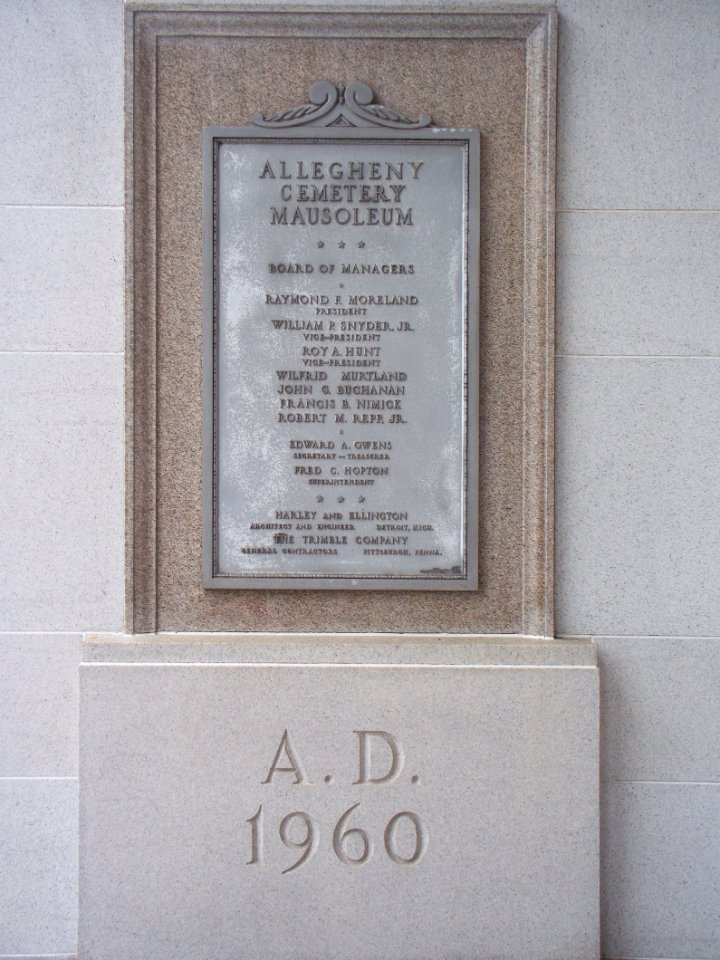 ALLEGHENY
CEMETERY
MAUSOLEUM
★ ★ ★
BOARD OF MANAGERS
RAYMOND F. MORELAND
PRESIDENT
WILLIAM P. SNYDER, JR.
VICE-PRESIDENT
ROY A. HUNT
VICE-PRESIDENT
WILFRID MURTLAND
JOHN G. BUCHANAN
FRANCIS B. NIMICK
ROBERT M. REPP, JR.
EDWARD A. OWENS
SECRETARY-TREASURER
FRED C. HOPTON
SUPERINTENDENT
★ ★ ★
HARLEY AND ELLINGTON
ARCHITECT AND ENGINEER DETROIT, MICH.
THE TRIMBLE COMPANY
GENERAL CONTRACTORS PITTSBURGH, PENNA.
A.D.
1960